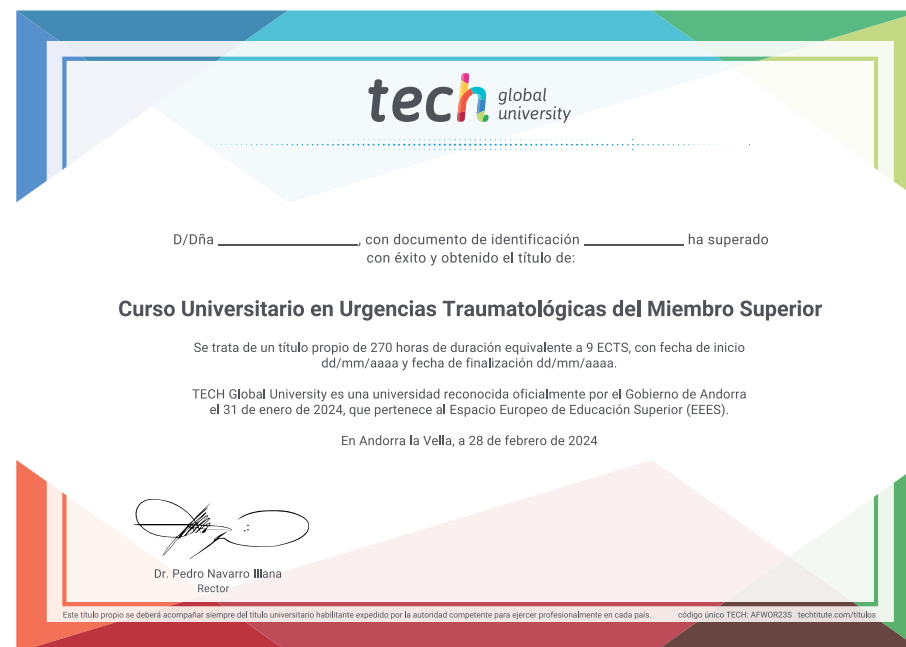 tech global university
D/Dña ____________________, con documento de identificación ______________ ha superado
con éxito y obtenido el título de:
Curso Universitario en Urgencias Traumatológicas del Miembro Superior
Se trata de un título propio de 270 horas de duración equivalente a 9 ECTS, con fecha de inicio
dd/mm/aaaa y fecha de finalización dd/mm/aaaa.
TECH Global University es una universidad reconocida oficialmente por el Gobierno de Andorra
el 31 de enero de 2024, que pertenece al Espacio Europeo de Educación Superior (EEES).
En Andorra la Vella, a 28 de febrero de 2024
Dr. Pedro Navarro Illana
Rector
Este título propio se deberá acompañar siempre del título universitario habilitante expedido por la autoridad competente para ejercer profesionalmente en cada país. código único TECH: AFWOR23S techtitute.com/titulos